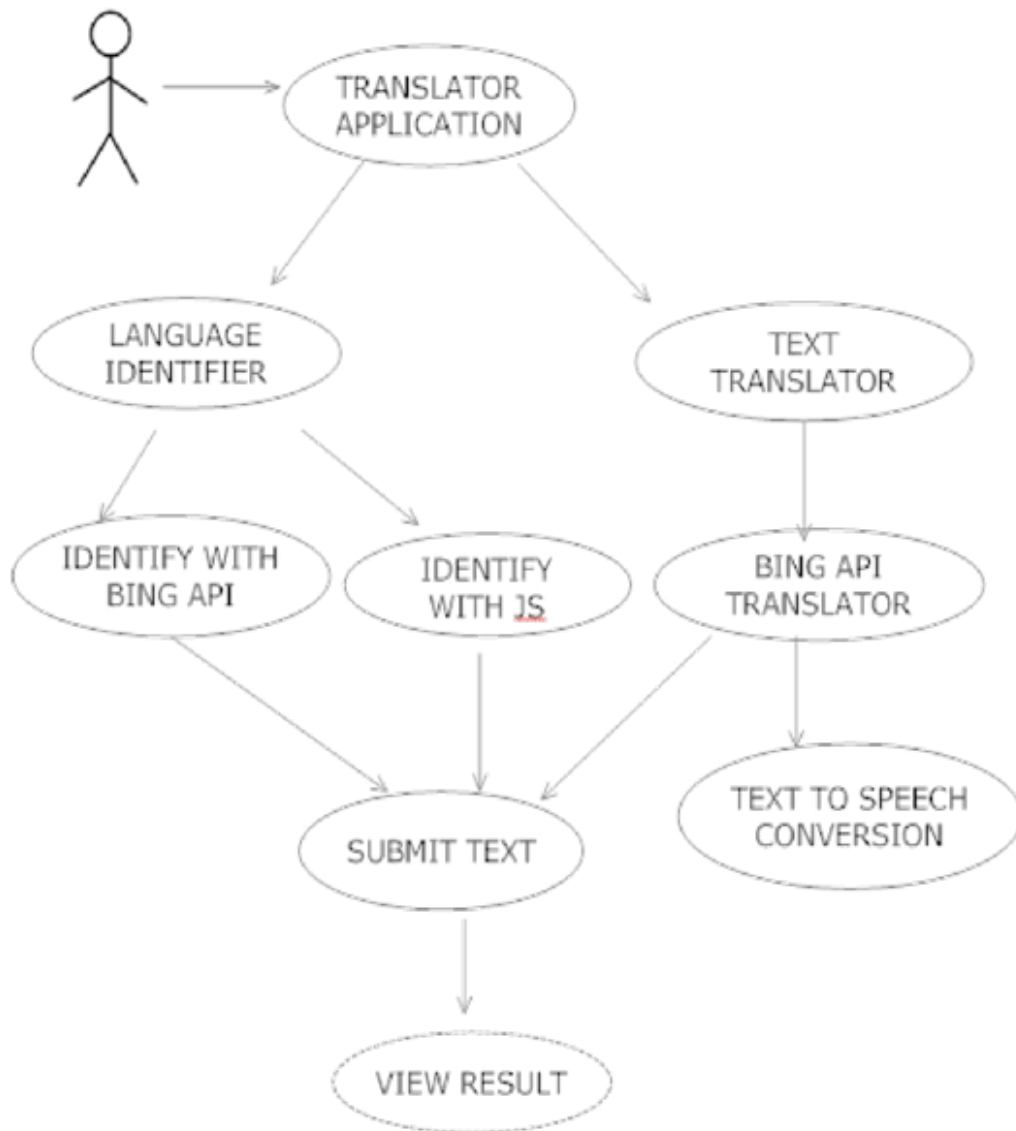 TRANSLATOR
APPLICATION
LANGUAGE
IDENTIFIER
TEXT
TRANSLATOR
IDENTIFY WITH
BING API
IDENTIFY
WITH JS
BING API
TRANSLATOR
TEXT TO SPEECH
CONVERSION
SUBMIT TEXT
VIEW RESULT